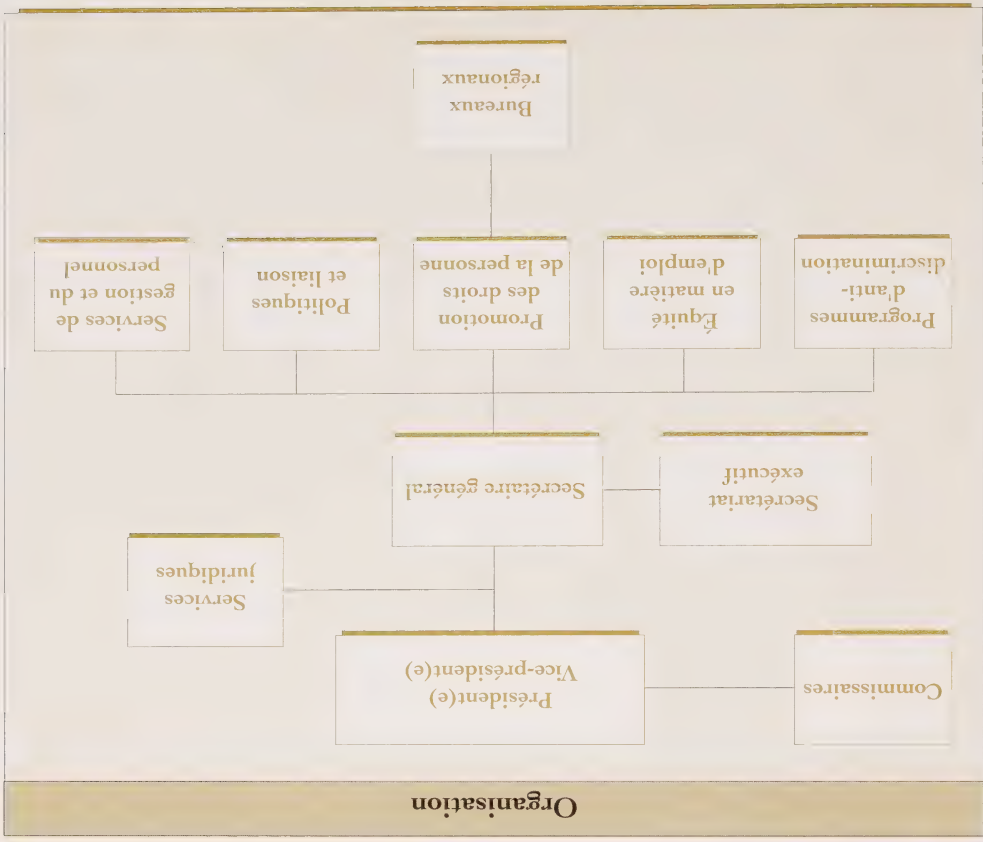 Organisation
Commissaires
Président(e)
Vice-président(e)
Services
juridiques
Secrétariat
exécutif
Secrétaire général
Programmes
d'anti-
discrimination
Équité
en matière
d'emploi
Promotion
des droits
de la personne
Politiques
et liaison
Services de
gestion et du
personnel
Bureaux
régionaux